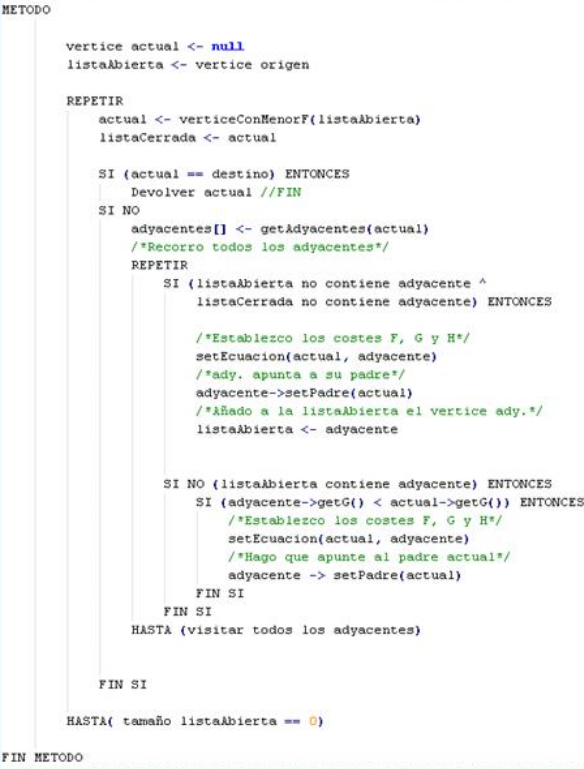 METODO
vertice actual <- null
listaAbierta <- vertice origen
REPETIR
actual <- verticeConMenorF(listaAbierta)
listaCerrada <- actual
SI (actual == destino) ENTONCES
Devolver actual //FIN
SI NO
adyacentes[] <- getAdyacentes(actual)
/*Recorro todos los adyacentes*/
REPETIR
SI (listaAbierta no contiene adyacente ^
listaCerrada no contiene adyacente) ENTONCES
/*Establezco los costes F, G y H*/
setEcuacion(actual, adyacente)
/*ady. apunta a su padre*/
adyacente->setPadre(actual)
/*Añado a la listaAbierta el vertice ady.*/
listaAbierta <- adyacente
SI NO (listaAbierta contiene adyacente) ENTONCES
SI (adyacente->getG() < actual->getG()) ENTONCES
/*Establezco los costes F, G y H*/
setEcuacion(actual, adyacente)
/*Hago que apunte al padre actual*/
adyacente -> setPadre(actual)
FIN SI
FIN SI
HASTA (visitar todos los adyacentes)
FIN SI
HASTA( tamaño listaAbierta == 0)
FIN METODO